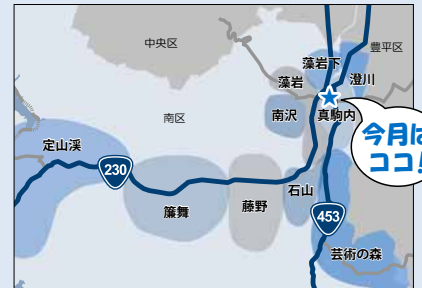 中央区
豊平区
藻岩下
藻岩
澄川
南沢
真駒内
南区
今月は
ココ!
定山渓
230
簾舞
藤野
石山
453
芸術の森